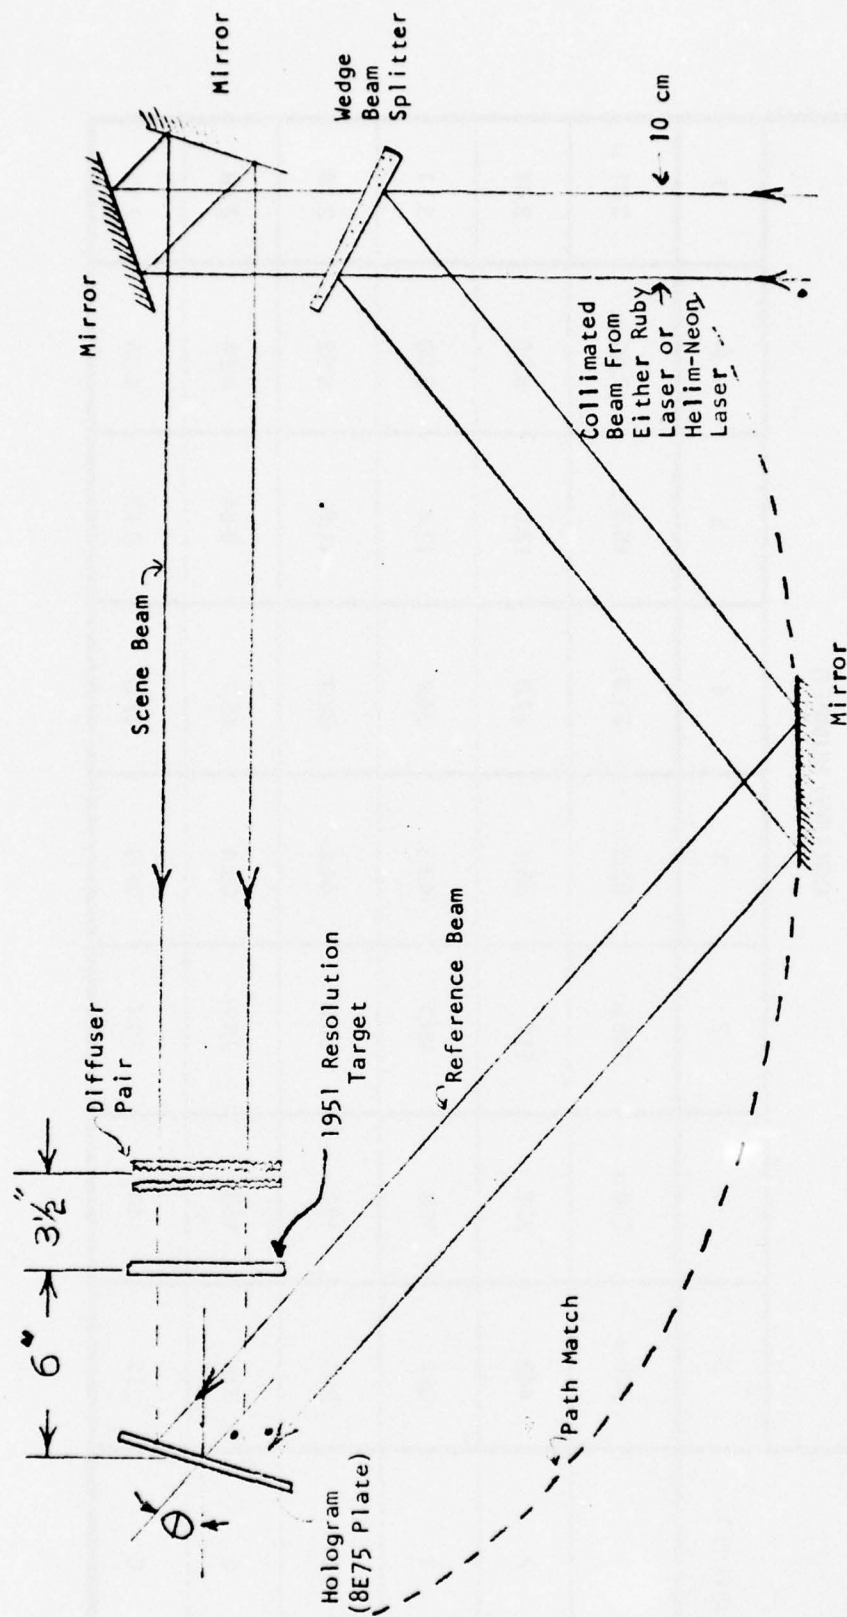 Mirror
Mirror
Wedge
Beam
Splitter
10 cm
Collimated
Beam From
Either Ruby
Laser or
Helim-Neon
Laser
Scene Beam
Mirror
Diffuser
Pair
3½"
1951 Resolution
Target
Reference Beam
6"
θ
Path Match
Hologram
(8E75 Plate)